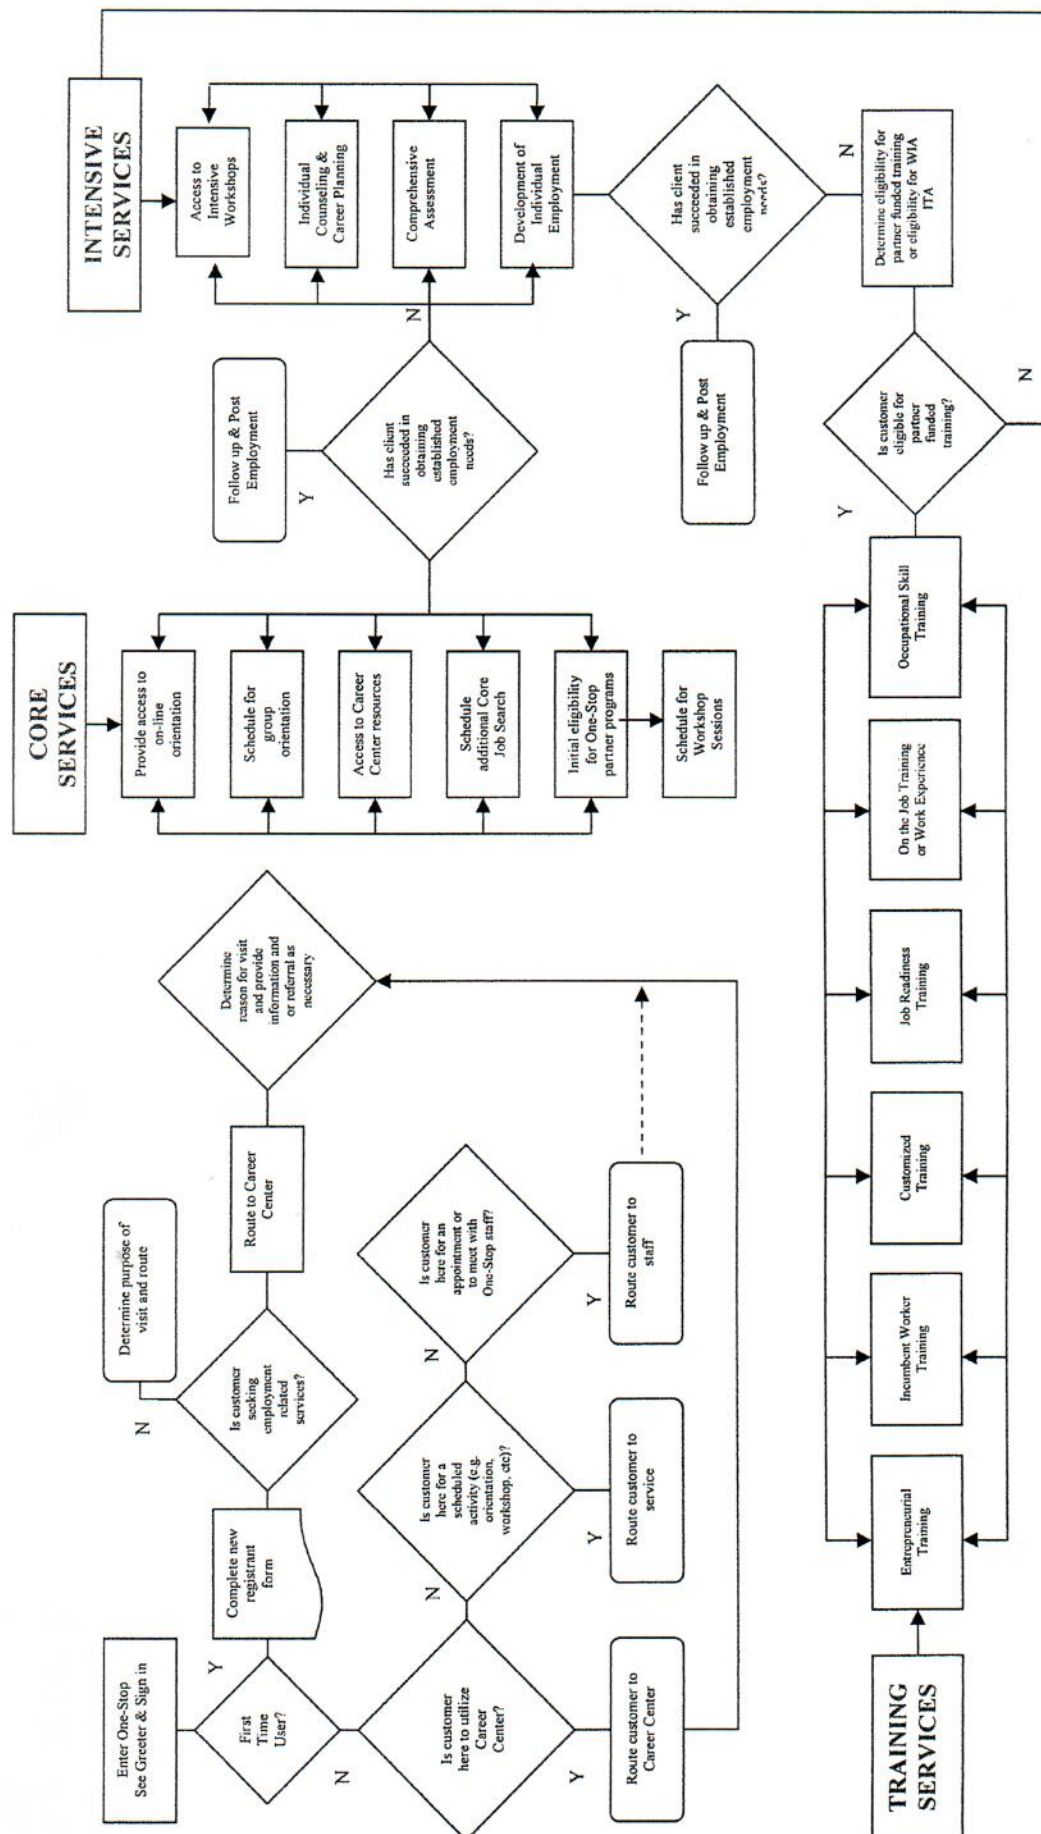 Enter One-Stop
See Greeter & Sign in
First
Time
User?
Y
N
Complete new
registrant
form
Is customer
seeking
employment
related
services?
N
Determine purpose of
visit and route
Route to Career
Center
Determine
reason for visit
and provide
information and
or referral as
necessary
Is customer
here to utilize
Career
Center?
Y
N
Route customer to
Career Center
Is customer
here for a
scheduled
activity (e.g.
orientation,
workshop, etc)?
Y
N
Route customer to
service
Is customer
here for an
appointment or
to meet with
One-Stop staff?
Y
Route customer to
staff
CORE
SERVICES
Provide access to
on-line
orientation
Schedule for
group
orientation
Access to Career
Center resources
Schedule
additional Core
Job Search
Initial eligibility
for One-Stop
partner programs
Schedule for
Workshop
Sessions
Has client
succeeded in
obtaining
established
employment
needs?
Y
N
Follow up & Post
Employment
INTENSIVE
SERVICES
Access to
Intensive
Workshops
Individual
Counseling &
Career Planning
Comprehensive
Assessment
Development of
Individual
Employment
Has client
succeeded in
obtaining
established
employment
needs?
Y
N
Follow up & Post
Employment
Determine eligibility for
partner funded training
or eligibility for WIA
ITA
Is customer
eligible for
partner
funded
training?
Y
N
TRAINING
SERVICES
Entrepreneurial
Training
Incumbent Worker
Training
Customized
Training
Job Readiness
Training
On the Job Training
or Work Experience
Occupational Skill
Training